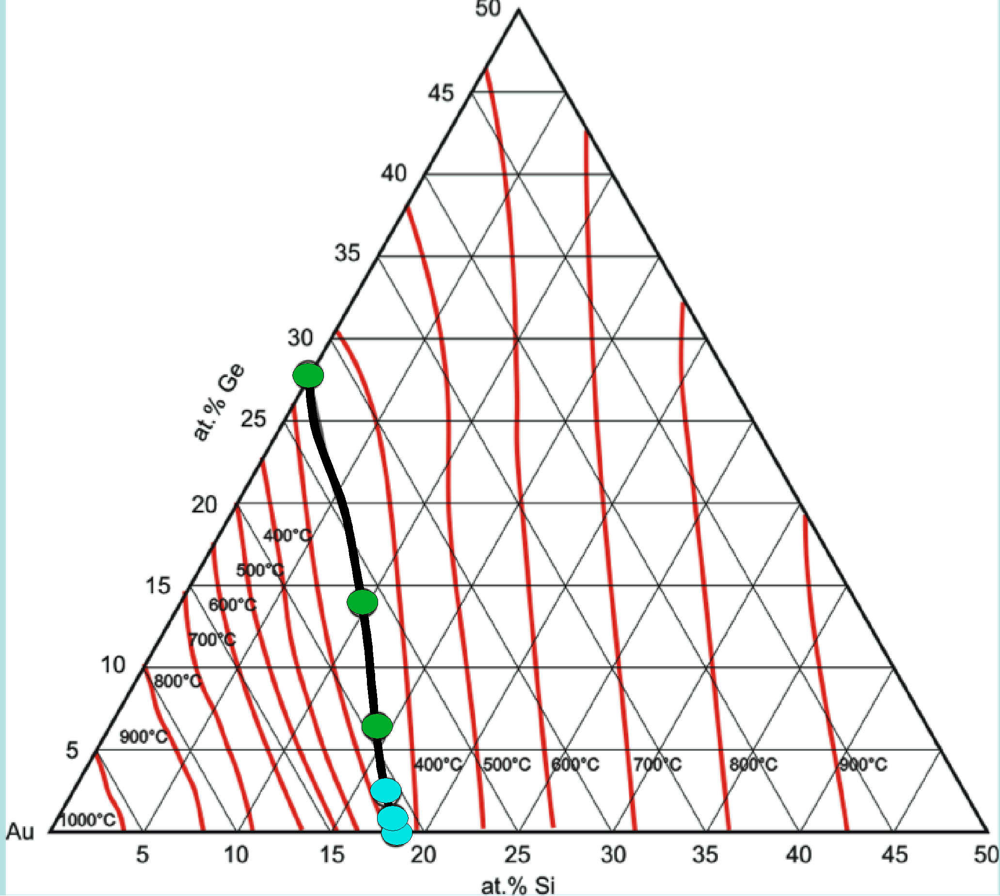 50
45
40
35
30
at.% Ge
25
20
400°C
500°C
15
600°C
700°C
10
800°C
900°C
5
400°C 500°C 600°C 700°C 800°C 900°C
1000°C
Au
5 10 15 20 25 30 35 40 45 50
at.% Si